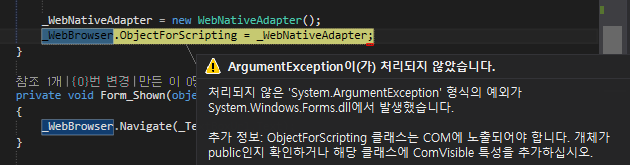 _WebNativeAdapter = new WebNativeAdapter();
_WebBrowser.ObjectForScripting = _WebNativeAdapter;
}
ArgumentException이(가) 처리되지 않았습니다.
참조 1개 | {0}번 변경 | 만든 이 0명
private void Form_Shown(objec
{
_WebBrowser.Navigate(_Te
}
처리되지 않은 'System.ArgumentException' 형식의 예외가
System.Windows.Forms.dll에서 발생했습니다.
추가 정보: ObjectForScripting 클래스는 COM에 노출되어야 합니다. 개체가
public인지 확인하거나 해당 클래스에 ComVisible 특성을 추가하십시오.